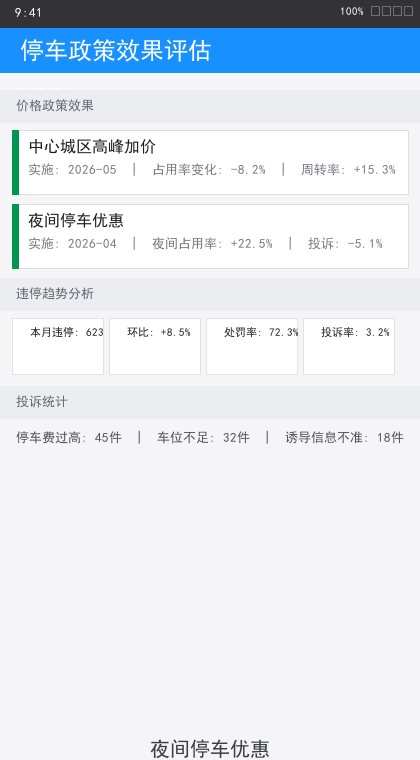 9:41 100%
停车政策效果评估
价格政策效果
中心城区高峰加价
实施: 2026-05 | 占用率变化: -8.2% | 周转率: +15.3%
夜间停车优惠
实施: 2026-04 | 夜间占用率: +22.5% | 投诉: -5.1%
违停趋势分析
本月违停: 623 环比: +8.5% 处罚率: 72.3% 投诉率: 3.2%
投诉统计
停车费过高: 45件 | 车位不足: 32件 | 诱导信息不准: 18件
夜间停车优惠